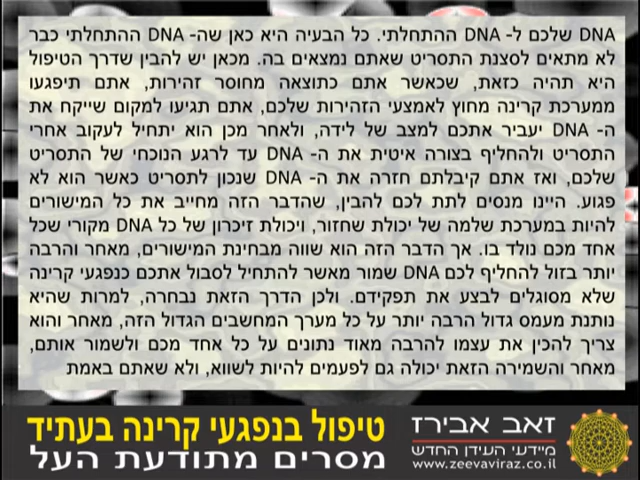 DNA שלכם ל- DNA ההתחלתי. כל הבעיה היא כאן שה- DNA ההתחלתי כבר
לא מתאים לסצנת התסריט שאתם נמצאים בה. מכאן יש להבין שדרך הטיפול
היא תהיה כזאת, שכאשר אתם כתוצאה מחוסר זהירות, אתם תיפגעו
ממערכת קרינה מחוץ לאמצעי הזהירות שלכם, אתם תגיעו למקום שייקח את
ה- DNA יעביר אתכם למצב של לידה, ולאחר מכן הוא יתחיל לעקוב אחרי
התסריט ולהחליף בצורה איטית את ה- DNA עד לרגע הנוכחי של התסריט
שלכם, ואז אתם קיבלתם חזרה את ה- DNA שנכון לתסריט כאשר הוא לא
פגוע. היינו מנסים לתת לכם להבין, שהדבר הזה מחייב את כל המישורים
להיות במערכת שלמה של יכולת שחזור, ויכולת זיכרון של כל DNA מקורי שכל
אחד מכם נולד בו. אך הדבר הזה הוא שווה מבחינת המישורים, מאחר והרבה
יותר בזול להחליף לכם DNA שמור מאשר להתחיל לסבול אתכם כנפגעי קרינה
שלא מסוגלים לבצע את תפקידם. ולכן הדרך הזאת נבחרה, למרות שהיא
נותנת מעמס גדול הרבה יותר על כל מערך המחשבים הגדול הזה, מאחר והוא
צריך להכין את עצמו להרבה מאוד נתונים על כל אחד מכם ולשמור אותם,
מאחר והשמירה הזאת יכולה גם לפעמים להיות לשווא, ולא שאתם באמת
טיפול בנפגעי קרינה בעתיד
מסרים מתודעת העל
זאב אבירז
מיידעי העידן החדש
www.zeevaviraz.co.il